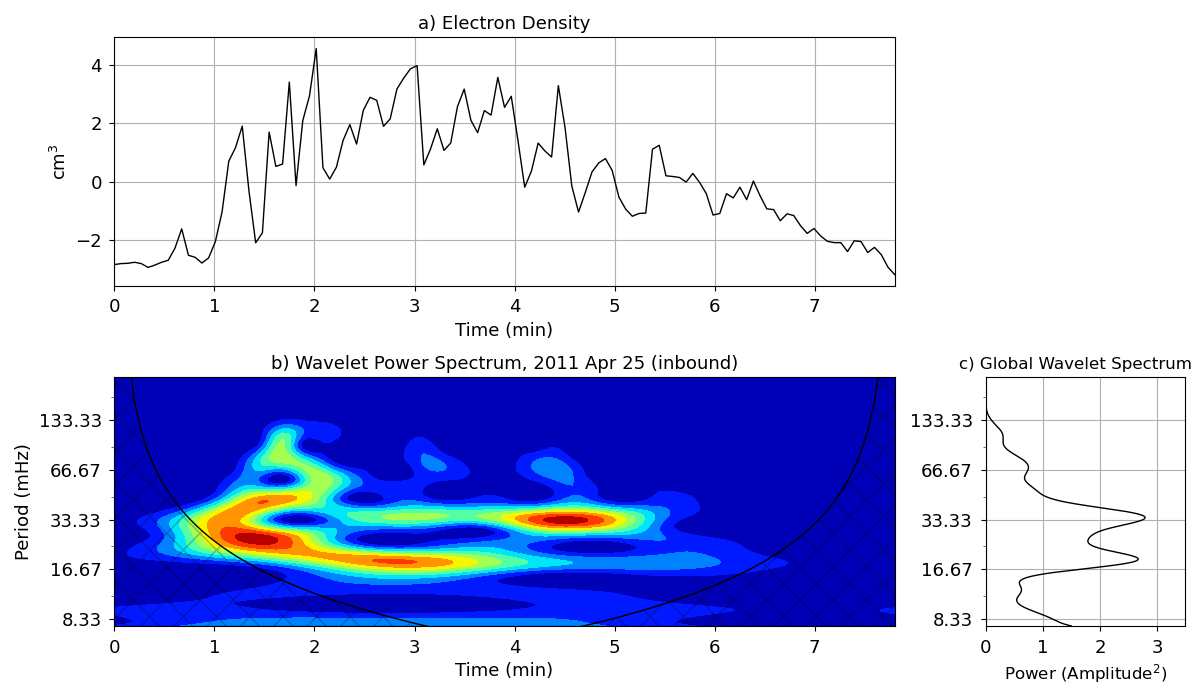 a) Electron Density
4
2
0
−2
cm³
0 1 2 3 4 5 6 7
Time (min)
b) Wavelet Power Spectrum, 2011 Apr 25 (inbound)
133.33
66.67
33.33
16.67
8.33
Period (mHz)
0 1 2 3 4 5 6 7
Time (min)
c) Global Wavelet Spectrum
133.33
66.67
33.33
16.67
8.33
0 1 2 3
Power (Amplitude²)